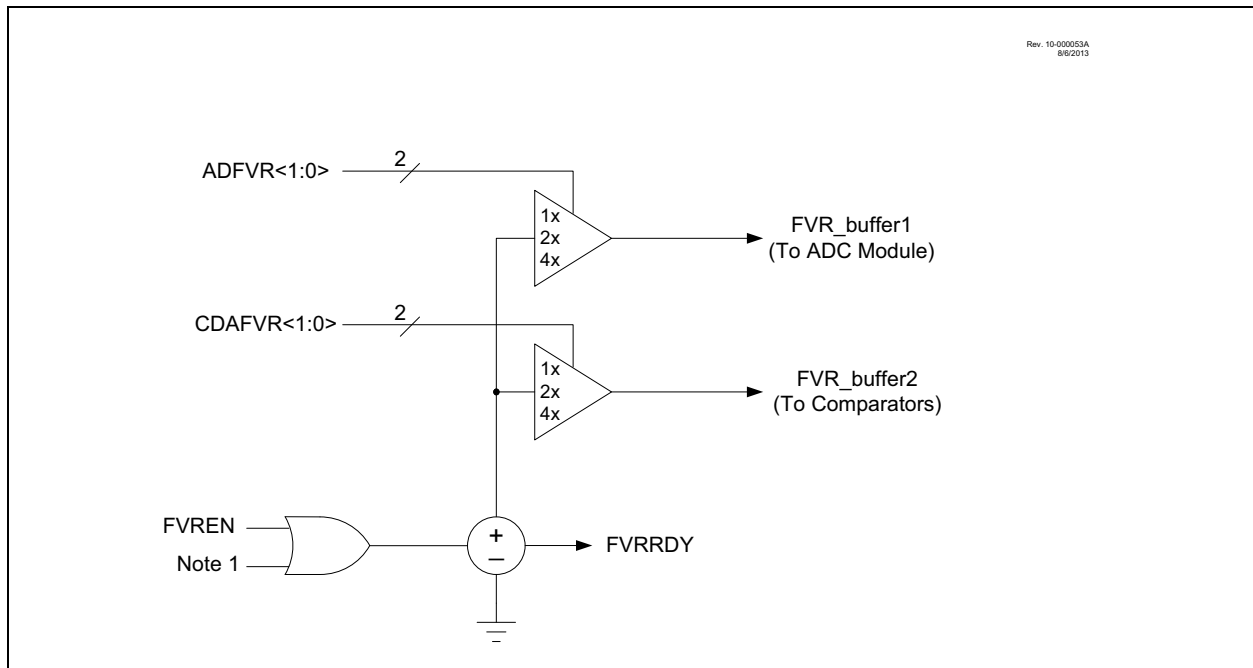 Rev. 10-000053A
8/6/2013
ADFVR<1:0>
2
1x
2x
4x
FVR_buffer1
(To ADC Module)
CDAFVR<1:0>
2
1x
2x
4x
FVR_buffer2
(To Comparators)
FVREN
Note 1
+
–
FVRRDY